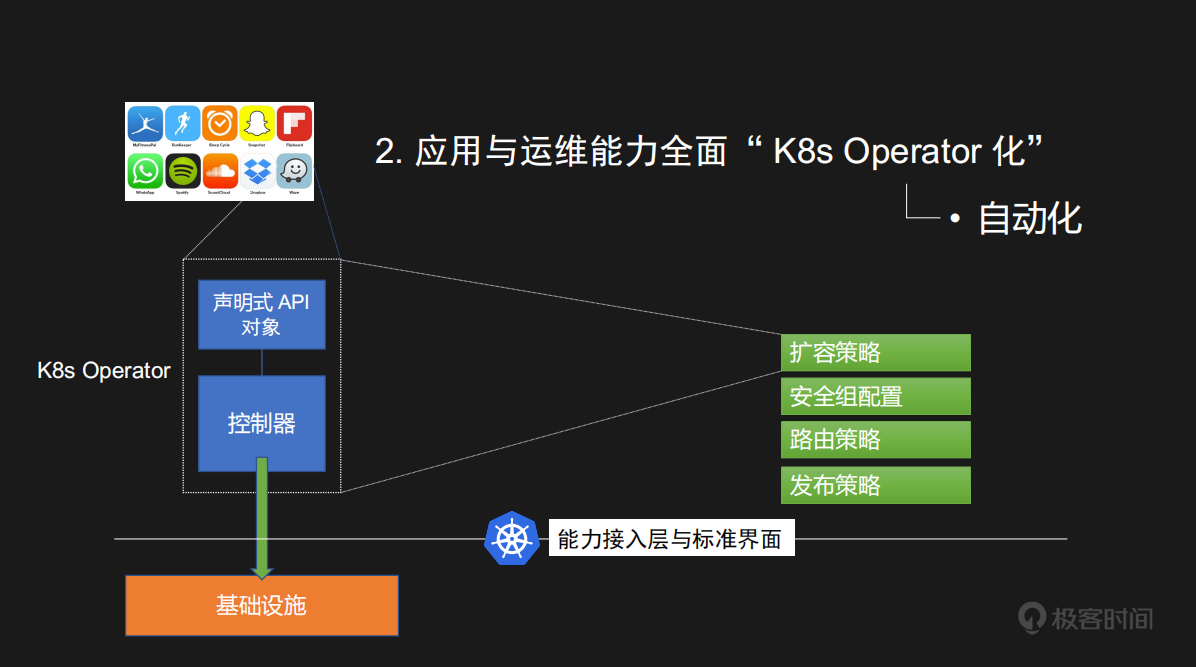 MyFitnessPal
RunKeeper
Sleep Cycle
Snapchat
Flipboard
WhatsApp
Spotify
SoundCloud
Dropbox
Waze
2. 应用与运维能力全面“ K8s Operator 化”
• 自动化
声明式 API
对象
K8s Operator
控制器
扩容策略
安全组配置
路由策略
发布策略
能力接入层与标准界面
基础设施
极客时间